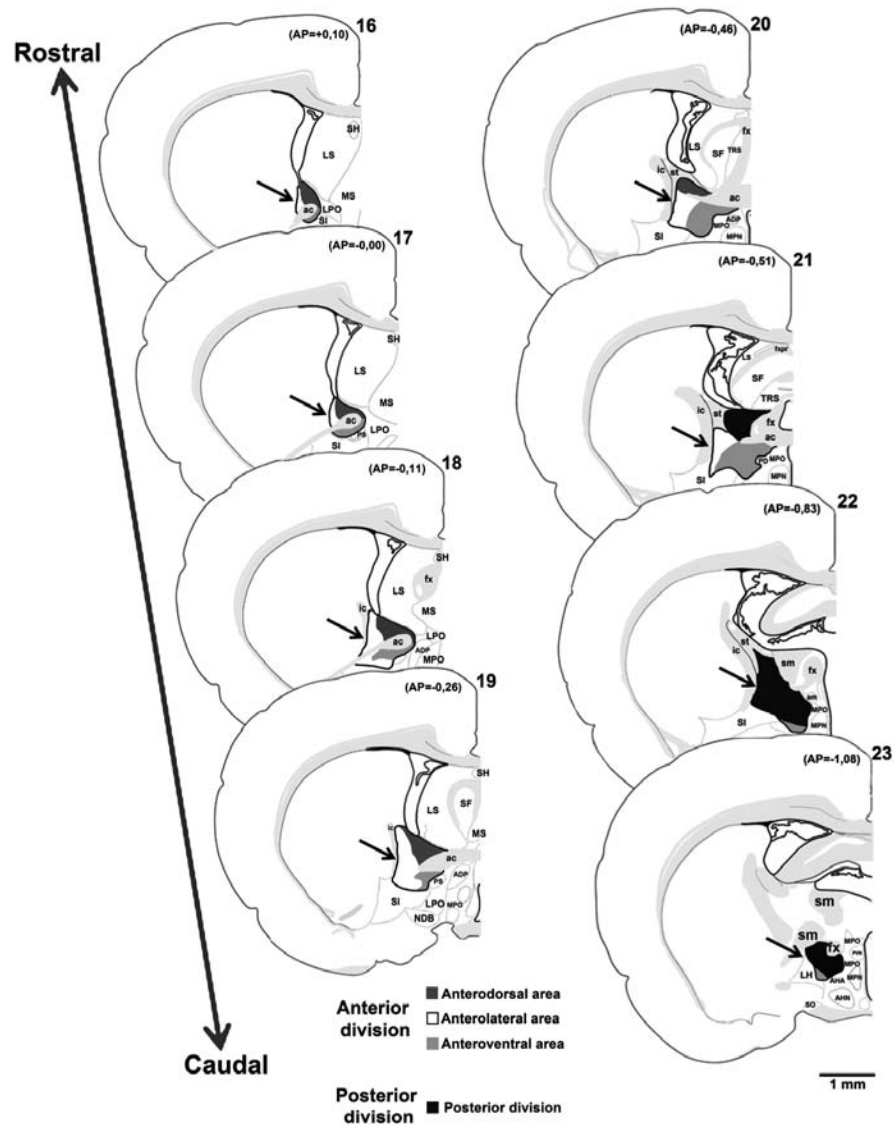 Rostral
16
(AP=+0,10)
SH
LS
MS
ac
LPO
SI
17
(AP=-0,00)
SH
LS
MS
ac
LPO
PS
SI
18
(AP=-0,11)
SH
fx
LS
ic
MS
ac
LPO
ADP
MPO
19
(AP=-0,26)
SH
LS
SF
ic
MS
ac
ADP
PS
SI
LPO
MPO
NDB
20
(AP=-0,46)
fx
LS
SF
TRS
ic
st
ac
ADP
MPO
SI
MPN
21
(AP=-0,51)
LS
SF
TRS
ic
st
fx
ac
PD
MPO
SI
MPN
22
(AP=-0,83)
st
ic
sm
fx
am
MPO
SI
MPN
23
(AP=-1,08)
sm
sm
fx
MPO
MPO
LH
AHA
MPN
AHN
SO
Caudal
Anterior
division
Anterodorsal area
Anterolateral area
Anteroventral area
Posterior
division
Posterior division
1 mm